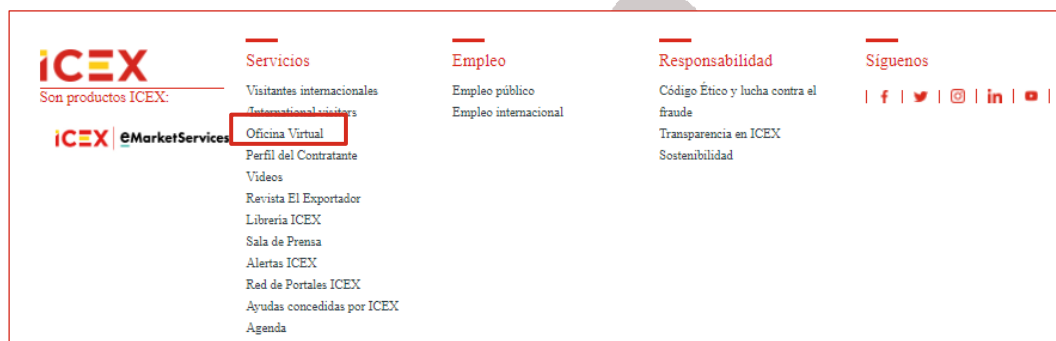 ICEX
Son productos ICEX:
ICEX eMarketServices
Servicios
Visitantes internacionales
/International visitors
Oficina Virtual
Perfil del Contratante
Videos
Revista El Exportador
Librería ICEX
Sala de Prensa
Alertas ICEX
Red de Portales ICEX
Ayudas concedidas por ICEX
Agenda
Empleo
Empleo público
Empleo internacional
Responsabilidad
Código Ético y lucha contra el
fraude
Transparencia en ICEX
Sostenibilidad
Síguenos